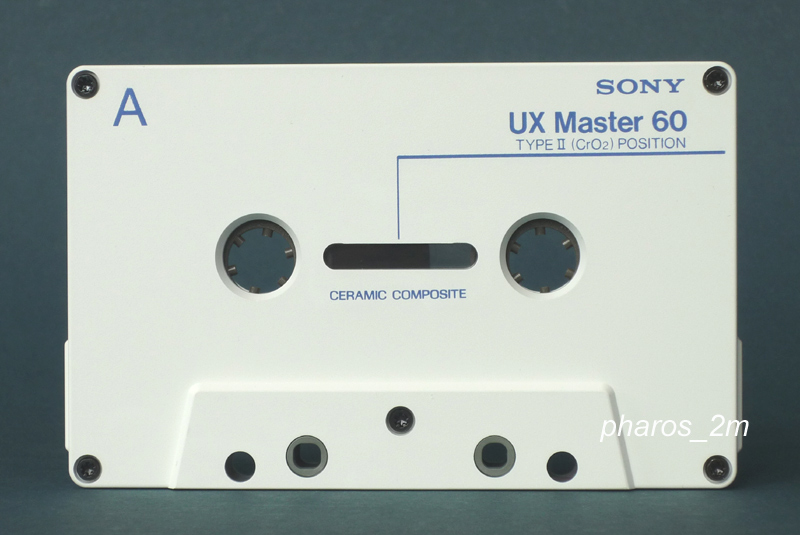 A
SONY
UX Master 60
TYPE II (CrO2) POSITION
CERAMIC COMPOSITE
pharos_2m